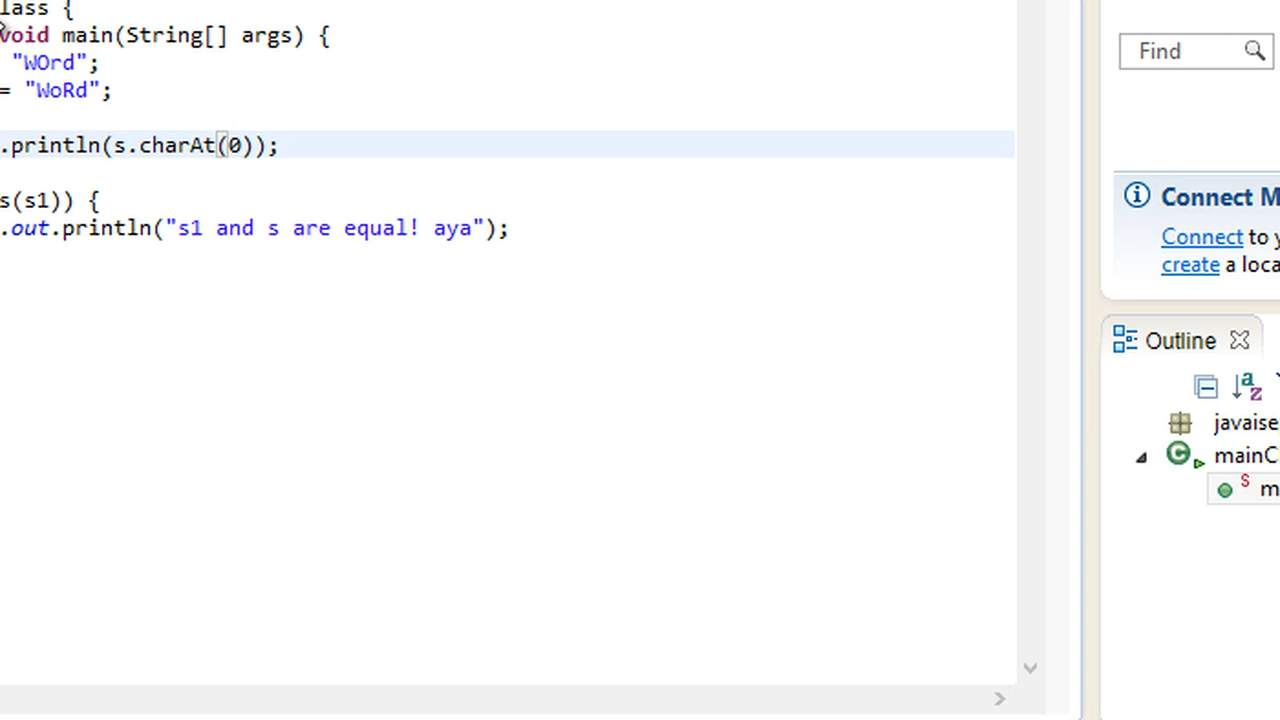 lass {
void main(String[] args) {
"WOrd";
= "WoRd";
.println(s.charAt(0));
s(s1)) {
.out.println("s1 and s are equal! aya");
Find
Connect M
Connect to y
create a loca
Outline
a
z
javaise
mainC
S m